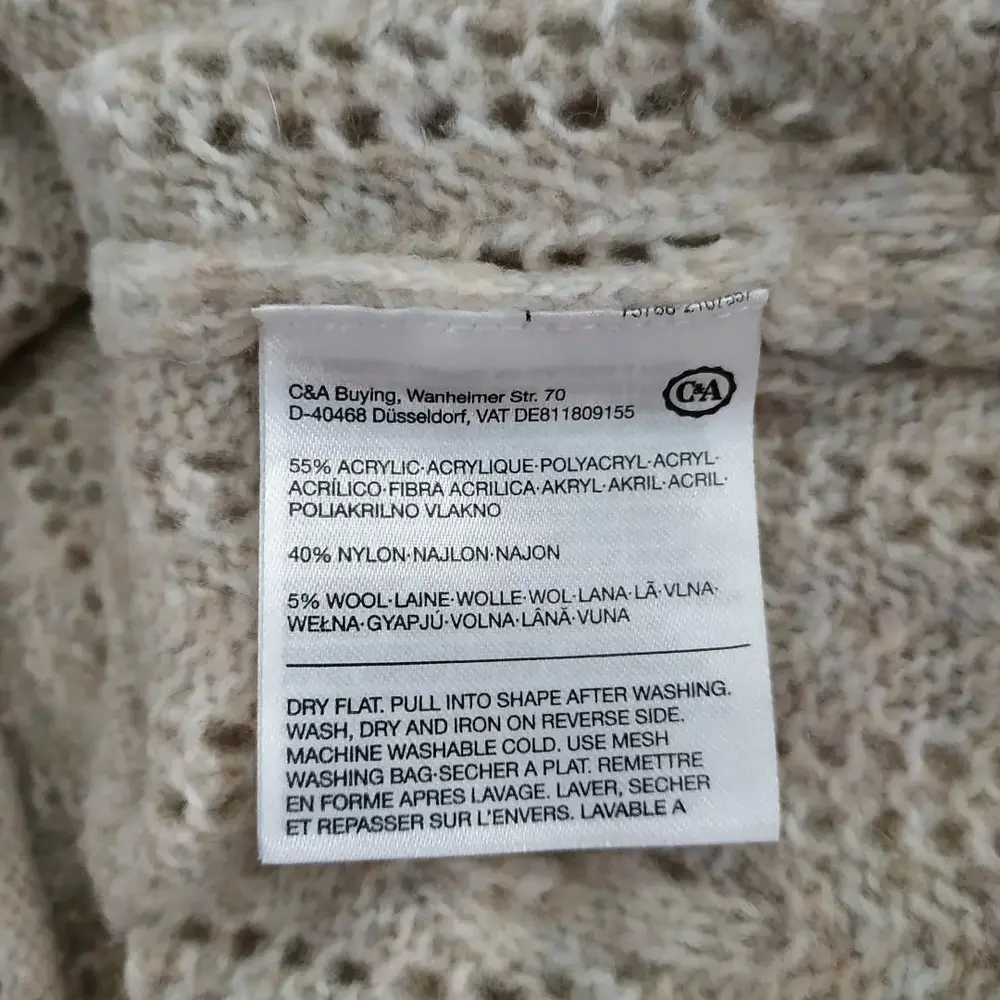 C&A Buying, Wanheimer Str. 70
D-40468 Düsseldorf, VAT DE811809155
C&A
55% ACRYLIC·ACRYLIQUE·POLYACRYL·ACRYL·
ACRÍLICO·FIBRA ACRILICA·AKRYL·AKRIL·ACRIL·
POLIAKRILNO VLAKNO
40% NYLON·NAJLON·NAJON
5% WOOL·LAINE·WOLLE·WOL·LANA·LÃ·VLNA·
WEŁNA·GYAPJÚ·VOLNA·LÂNĂ·VUNA
DRY FLAT. PULL INTO SHAPE AFTER WASHING.
WASH, DRY AND IRON ON REVERSE SIDE.
MACHINE WASHABLE COLD. USE MESH
WASHING BAG·SECHER A PLAT. REMETTRE
EN FORME APRES LAVAGE. LAVER, SECHER
ET REPASSER SUR L'ENVERS. LAVABLE A